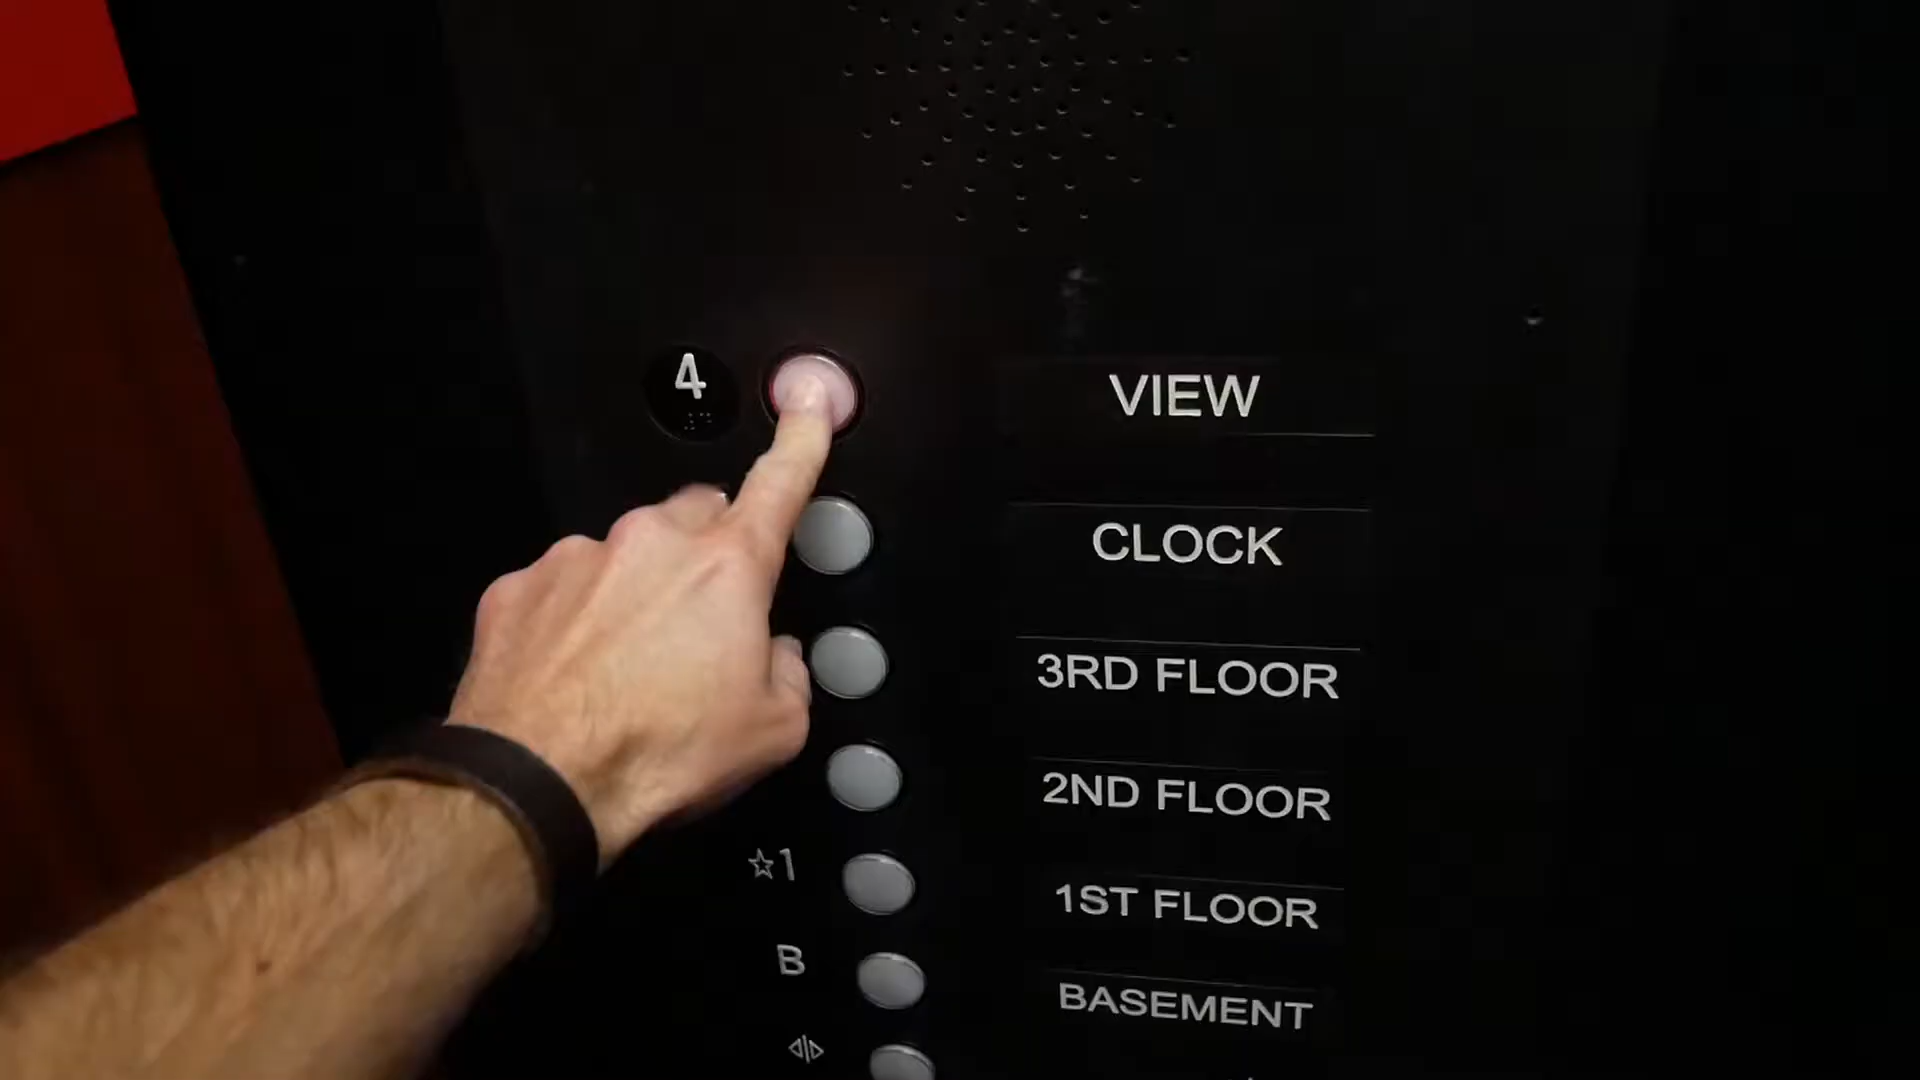 4 VIEW
CLOCK
3RD FLOOR
2ND FLOOR
☆1 1ST FLOOR
B BASEMENT